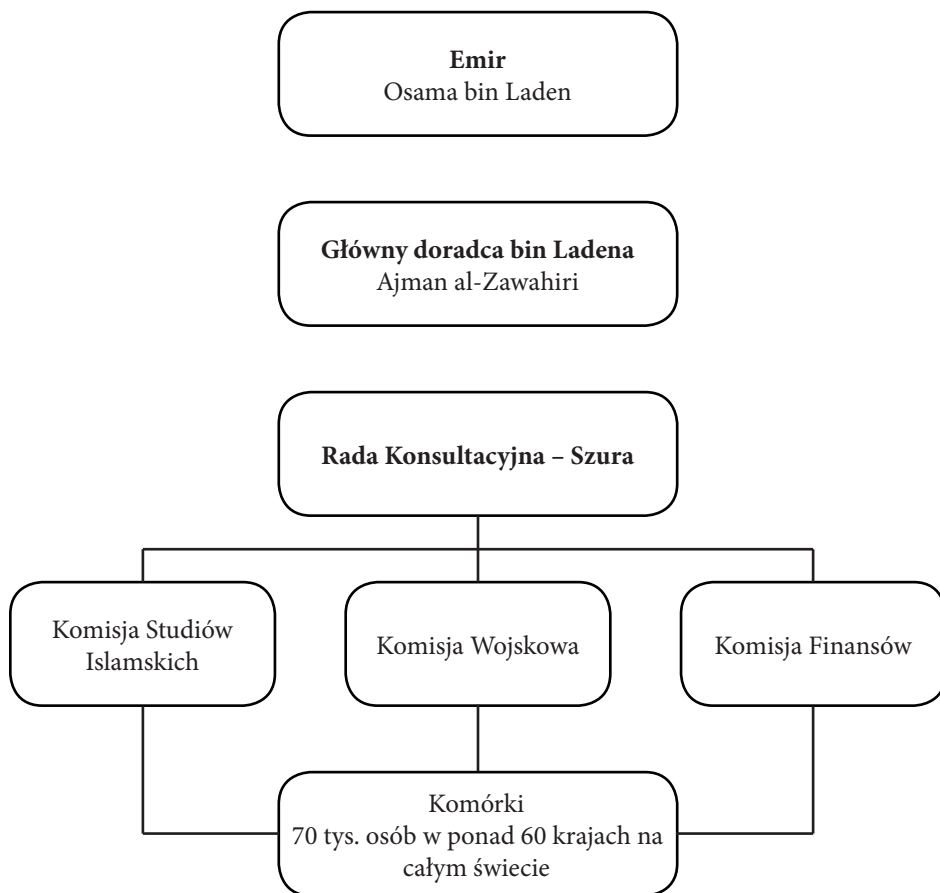 Emir
Osama bin Laden
Główny doradca bin Ladena
Ajman al-Zawahiri
Rada Konsultacyjna – Szura
Komisja Studiów
Islamskich
Komisja Wojskowa
Komisja Finansów
Komórki
70 tys. osób w ponad 60 krajach na
całym świecie